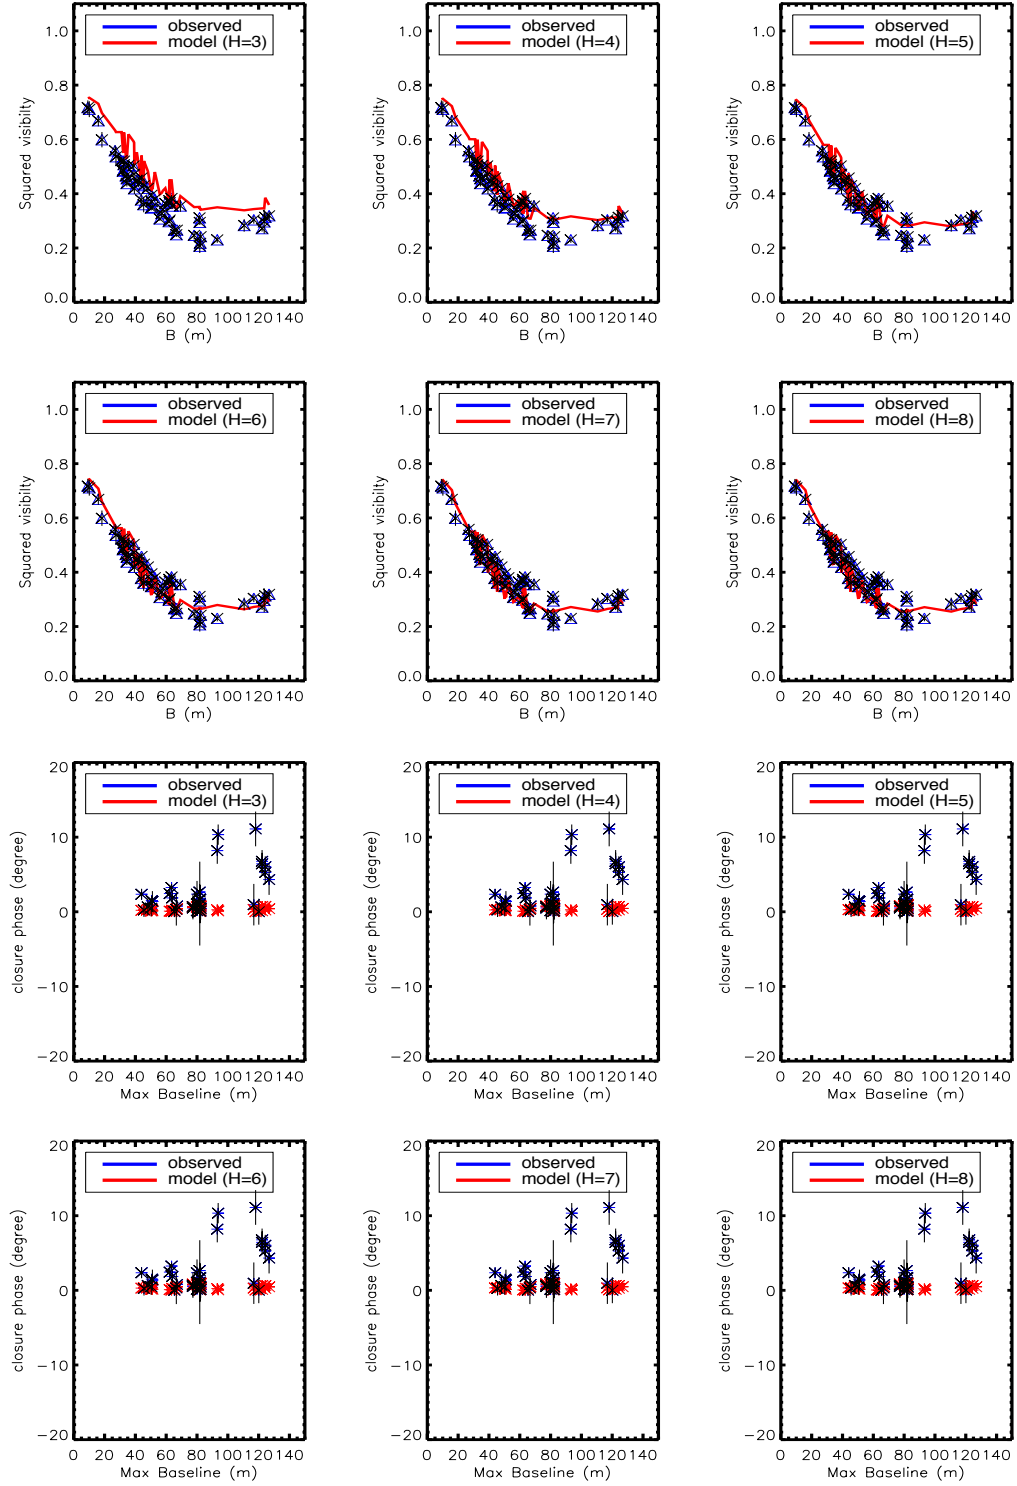 observed
model (H=3)
Squared visibilty
1.0
0.8
0.6
0.4
0.2
0.0
0 20 40 60 80 100 120 140
B (m)
observed
model (H=4)
Squared visibilty
1.0
0.8
0.6
0.4
0.2
0.0
0 20 40 60 80 100 120 140
B (m)
observed
model (H=5)
Squared visibilty
1.0
0.8
0.6
0.4
0.2
0.0
0 20 40 60 80 100 120 140
B (m)
observed
model (H=6)
Squared visibilty
1.0
0.8
0.6
0.4
0.2
0.0
0 20 40 60 80 100 120 140
B (m)
observed
model (H=7)
Squared visibilty
1.0
0.8
0.6
0.4
0.2
0.0
0 20 40 60 80 100 120 140
B (m)
observed
model (H=8)
Squared visibilty
1.0
0.8
0.6
0.4
0.2
0.0
0 20 40 60 80 100 120 140
B (m)
observed
model (H=3)
closure phase (degree)
20
10
0
−10
−20
0 20 40 60 80 100 120 140
Max Baseline (m)
observed
model (H=4)
closure phase (degree)
20
10
0
−10
−20
0 20 40 60 80 100 120 140
Max Baseline (m)
observed
model (H=5)
closure phase (degree)
20
10
0
−10
−20
0 20 40 60 80 100 120 140
Max Baseline (m)
observed
model (H=6)
closure phase (degree)
20
10
0
−10
−20
0 20 40 60 80 100 120 140
Max Baseline (m)
observed
model (H=7)
closure phase (degree)
20
10
0
−10
−20
0 20 40 60 80 100 120 140
Max Baseline (m)
observed
model (H=8)
closure phase (degree)
20
10
0
−10
−20
0 20 40 60 80 100 120 140
Max Baseline (m)